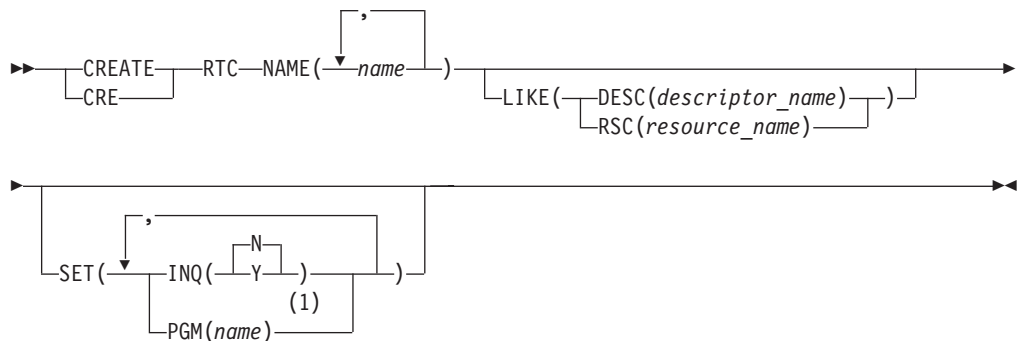 ,
CREATE RTC NAME( name )
CRE LIKE( DESC(descriptor_name) )
RSC(resource_name)
,
N
SET( INQ( Y ) )
(1)
PGM(name)